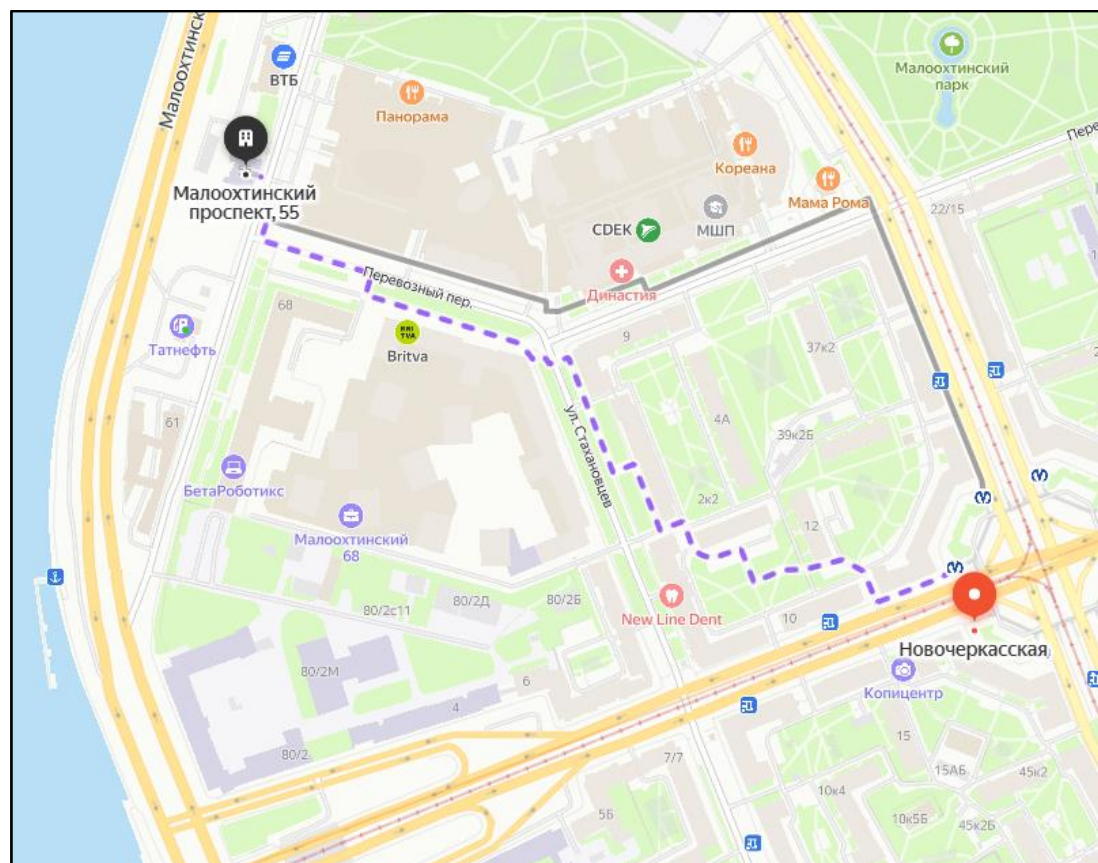 Малоохтинск
ВТБ
Малоохтинский
парк
Панорама
Пере
Кореана
Малоохтинский
проспект, 55
Мама Рома
22/15
CDEK
МШП
Династия
Перевозный пер.
68
9
37к2
Татнефть
Britva
4А
39к2Б
61
ул. Стахановцев
БетаРоботикс
2к2
12
Малоохтинский
68
80/2с11
80/2Д
80/2Б
New Line Dent
10
Новочеркасская
80/2М
6
Копицентр
4
15
80/2
7/7
15АБ
45к2
10к4
5Б
10к5Б
45к2Б